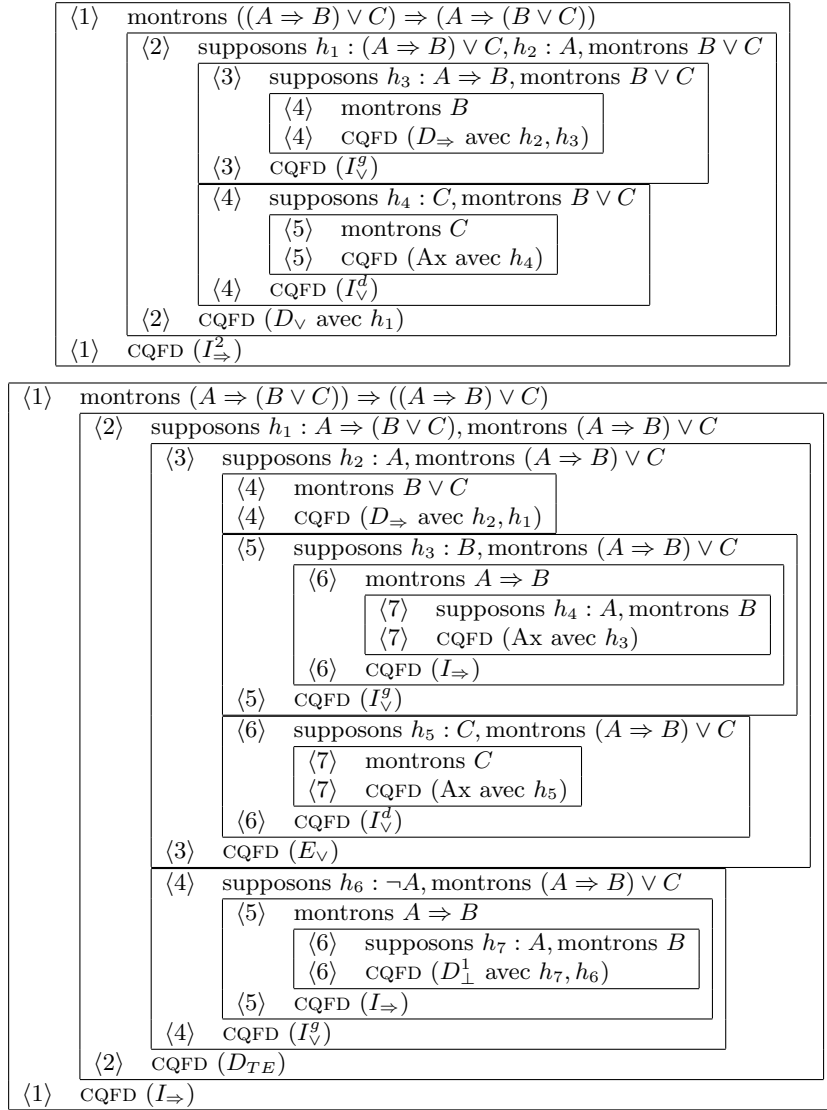 ⟨1⟩ montrons ((A ⇒ B) ∨ C) ⇒ (A ⇒ (B ∨ C))
⟨2⟩ supposons h₁ : (A ⇒ B) ∨ C, h₂ : A, montrons B ∨ C
⟨3⟩ supposons h₃ : A ⇒ B, montrons B ∨ C
⟨4⟩ montrons B
⟨4⟩ CQFD (D⇒ avec h₂, h₃)
⟨3⟩ CQFD (I^g_∨)
⟨4⟩ supposons h₄ : C, montrons B ∨ C
⟨5⟩ montrons C
⟨5⟩ CQFD (Ax avec h₄)
⟨4⟩ CQFD (I^d_∨)
⟨2⟩ CQFD (D_∨ avec h₁)
⟨1⟩ CQFD (I^2_⇒)
⟨1⟩ montrons (A ⇒ (B ∨ C)) ⇒ ((A ⇒ B) ∨ C)
⟨2⟩ supposons h₁ : A ⇒ (B ∨ C), montrons (A ⇒ B) ∨ C
⟨3⟩ supposons h₂ : A, montrons (A ⇒ B) ∨ C
⟨4⟩ montrons B ∨ C
⟨4⟩ CQFD (D⇒ avec h₂, h₁)
⟨5⟩ supposons h₃ : B, montrons (A ⇒ B) ∨ C
⟨6⟩ montrons A ⇒ B
⟨7⟩ supposons h₄ : A, montrons B
⟨7⟩ CQFD (Ax avec h₃)
⟨6⟩ CQFD (I⇒)
⟨5⟩ CQFD (I^g_∨)
⟨6⟩ supposons h₅ : C, montrons (A ⇒ B) ∨ C
⟨7⟩ montrons C
⟨7⟩ CQFD (Ax avec h₅)
⟨6⟩ CQFD (I^d_∨)
⟨3⟩ CQFD (E_∨)
⟨4⟩ supposons h₆ : ¬A, montrons (A ⇒ B) ∨ C
⟨5⟩ montrons A ⇒ B
⟨6⟩ supposons h₇ : A, montrons B
⟨6⟩ CQFD (D^1_⊥ avec h₇, h₆)
⟨5⟩ CQFD (I⇒)
⟨4⟩ CQFD (I^g_∨)
⟨2⟩ CQFD (D_TE)
⟨1⟩ CQFD (I⇒)